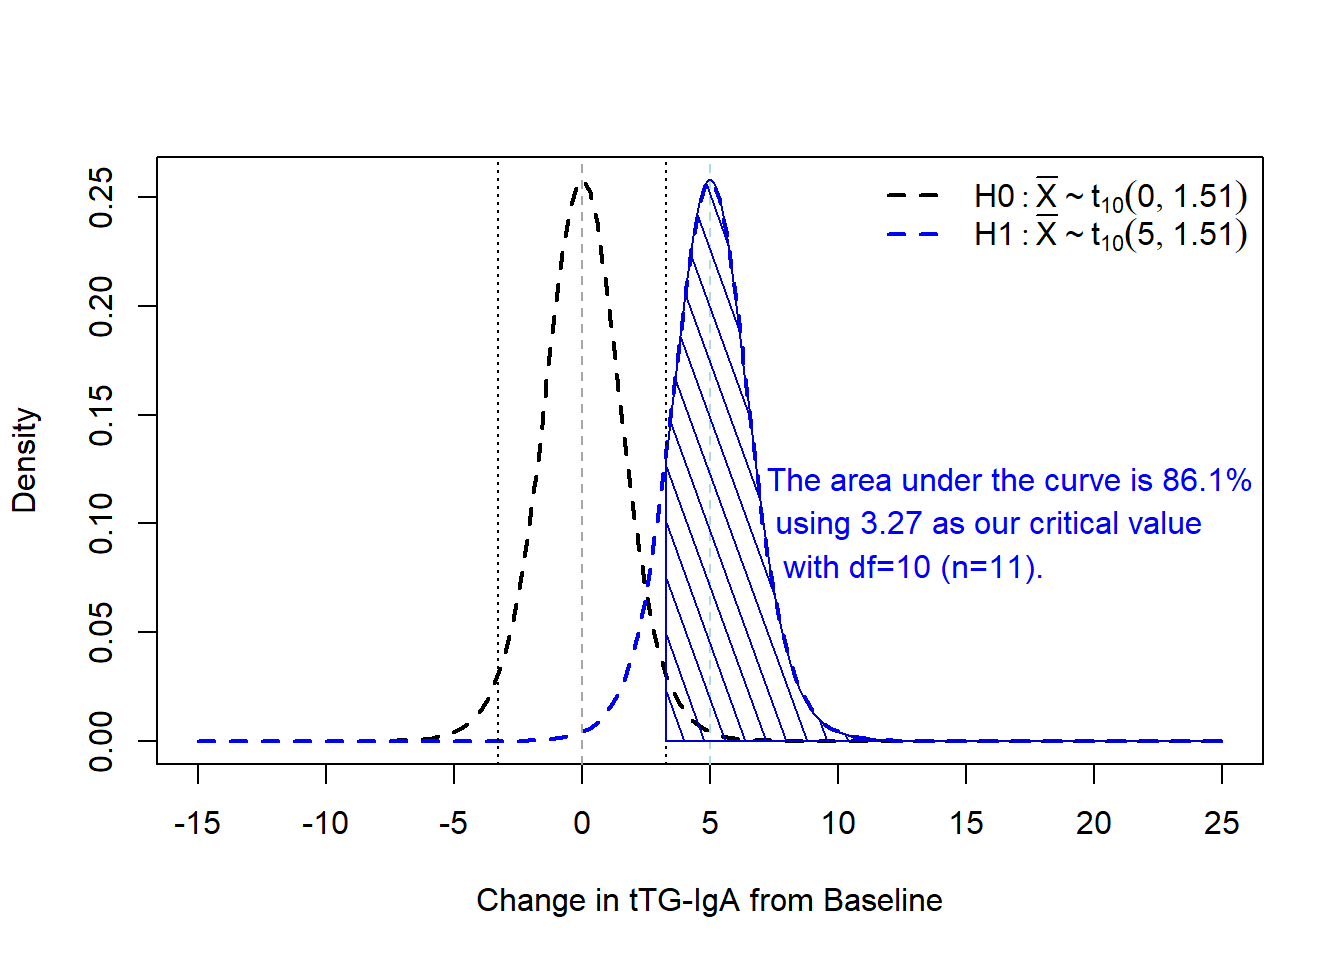 H0 : X̅ ~ t₁₀(0, 1.51)
H1 : X̅ ~ t₁₀(5, 1.51)
The area under the curve is 86.1%
using 3.27 as our critical value
with df=10 (n=11).
Density
0.25
0.20
0.15
0.10
0.05
0.00
-15 -10 -5 0 5 10 15 20 25
Change in tTG-IgA from Baseline